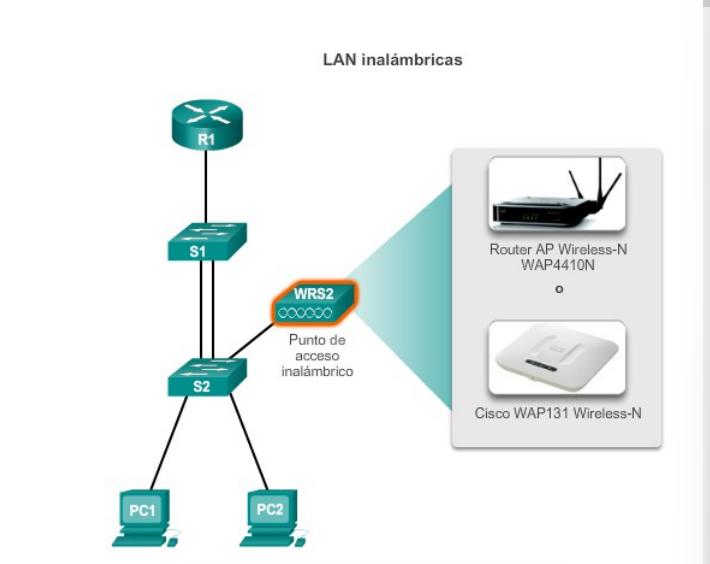 LAN inalámbricas
R1
S1
WRS2
Punto de
acceso
inalámbrico
S2
PC1
PC2
Router AP Wireless-N
WAP4410N
o
Cisco WAP131 Wireless-N